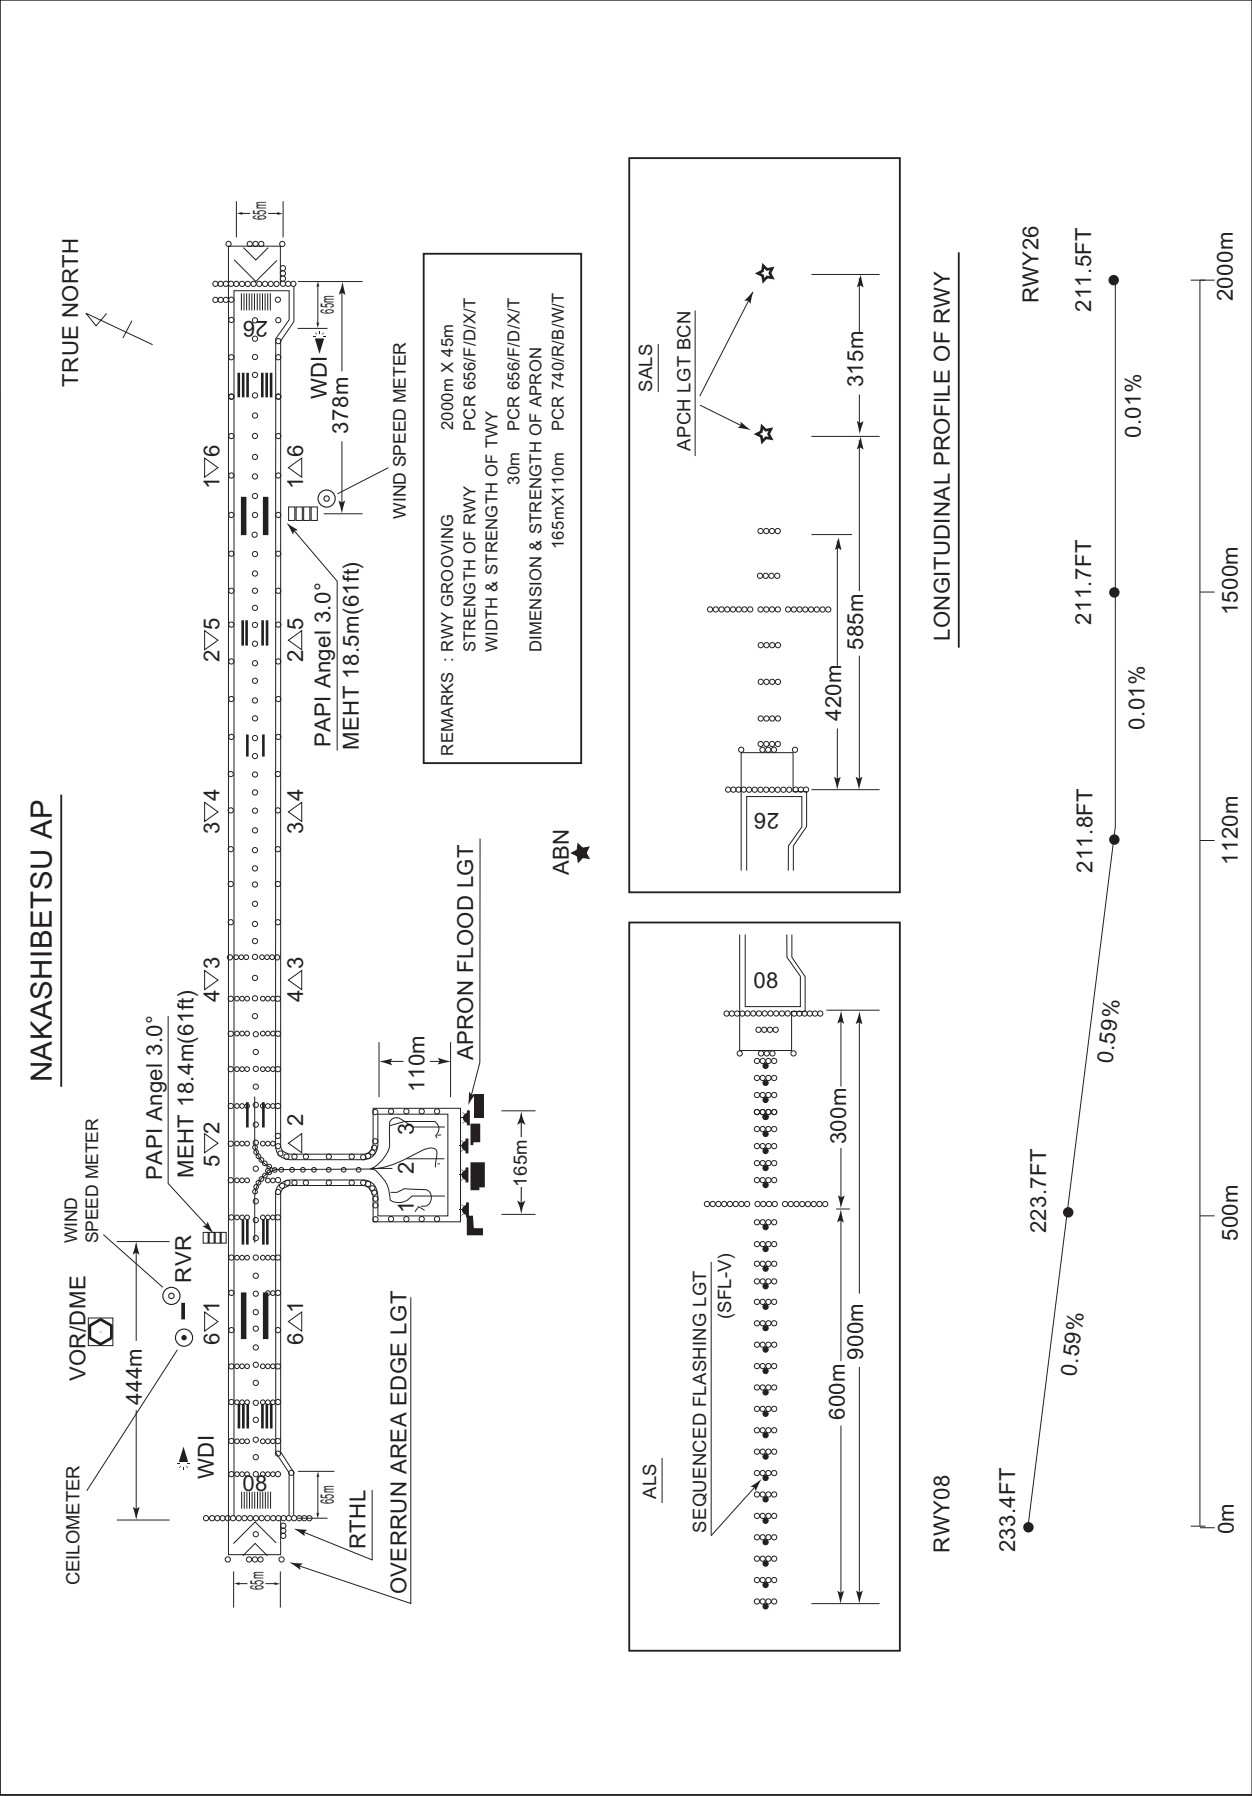 NAKASHIBETSU AP
TRUE NORTH
CEILOMETER
VOR/DME
WIND
SPEED METER
RVR
444m
WDI
PAPI Angel 3.0°
MEHT 18.4m(61ft)
6 1
5 2
4 3
3 4
2 5
1 6
65m
08
26
65m
6 1
2
4 3
3 4
2 5
1 6
65m
65m
RTHL
OVERRUN AREA EDGE LGT
1
2
3
110m
165m
APRON FLOOD LGT
ABN
PAPI Angel 3.0°
MEHT 18.5m(61ft)
WDI
378m
WIND SPEED METER
REMARKS : RWY GROOVING 2000m X 45m
STRENGTH OF RWY PCR 656/F/D/X/T
WIDTH & STRENGTH OF TWY
30m PCR 656/F/D/X/T
DIMENSION & STRENGTH OF APRON
165mX110m PCR 740/R/B/W/T
ALS
SEQUENCED FLASHING LGT
(SFL-V)
08
600m
300m
900m
SALS
APCH LGT BCN
26
420m
585m
315m
LONGITUDINAL PROFILE OF RWY
RWY08
RWY26
233.4FT
223.7FT
211.8FT
211.7FT
211.5FT
0.59%
0.59%
0.01%
0.01%
0m
500m
1120m
1500m
2000m